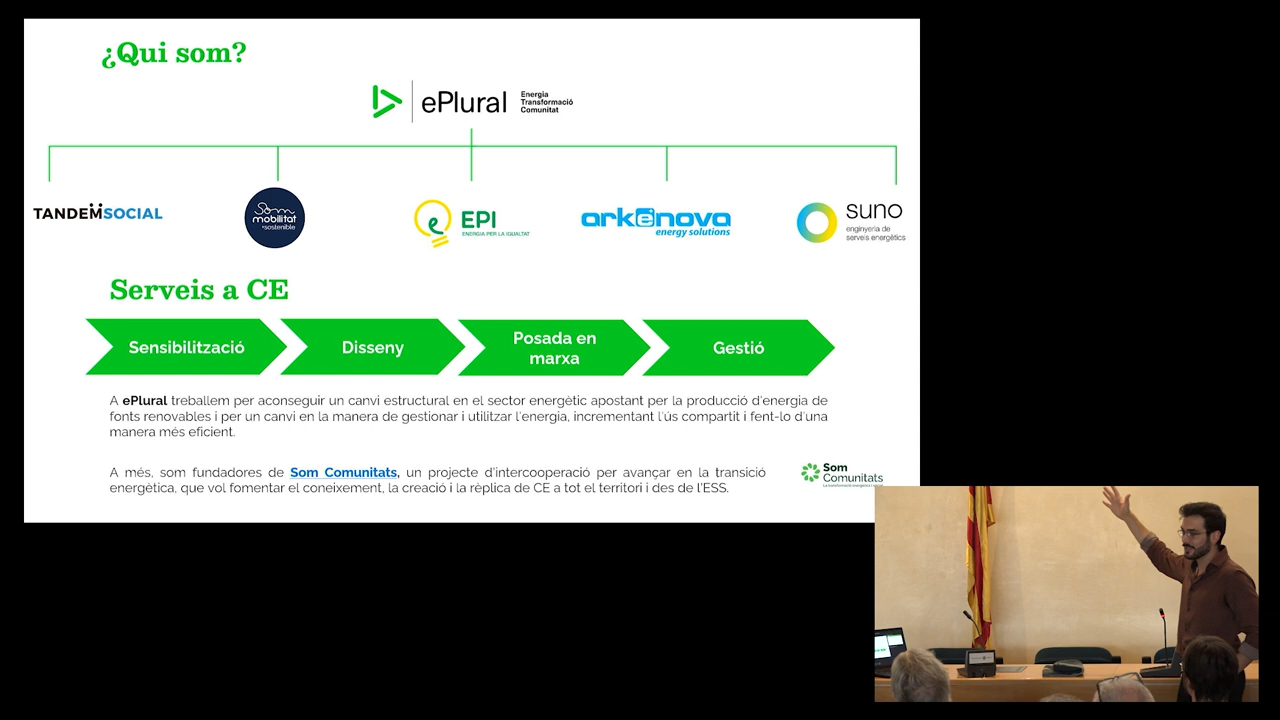 ¿Qui som?
ePlural
Energia
Transformació
Comunitat
TANDEMSOCIAL
Som
mobilitat
+sostenible
e EPI
ENERGIA PER LA IGUALTAT
arkenova
energy solutions
suno
enginyeria de
serveis energètics
Serveis a CE
Sensibilització
Disseny
Posada en
marxa
Gestió
A ePlural treballem per aconseguir un canvi estructural en el sector energètic apostant per la producció d'energia de
fonts renovables i per un canvi en la manera de gestionar i utilitzar l'energia, incrementant l'ús compartit i fent-lo d'una
manera més eficient.
A més, som fundadores de Som Comunitats, un projecte d'intercooperació per avançar en la transició
energètica, que vol fomentar el coneixement, la creació i la rèplica de CE a tot el territori i des de l'ESS.
Som
Comunitats